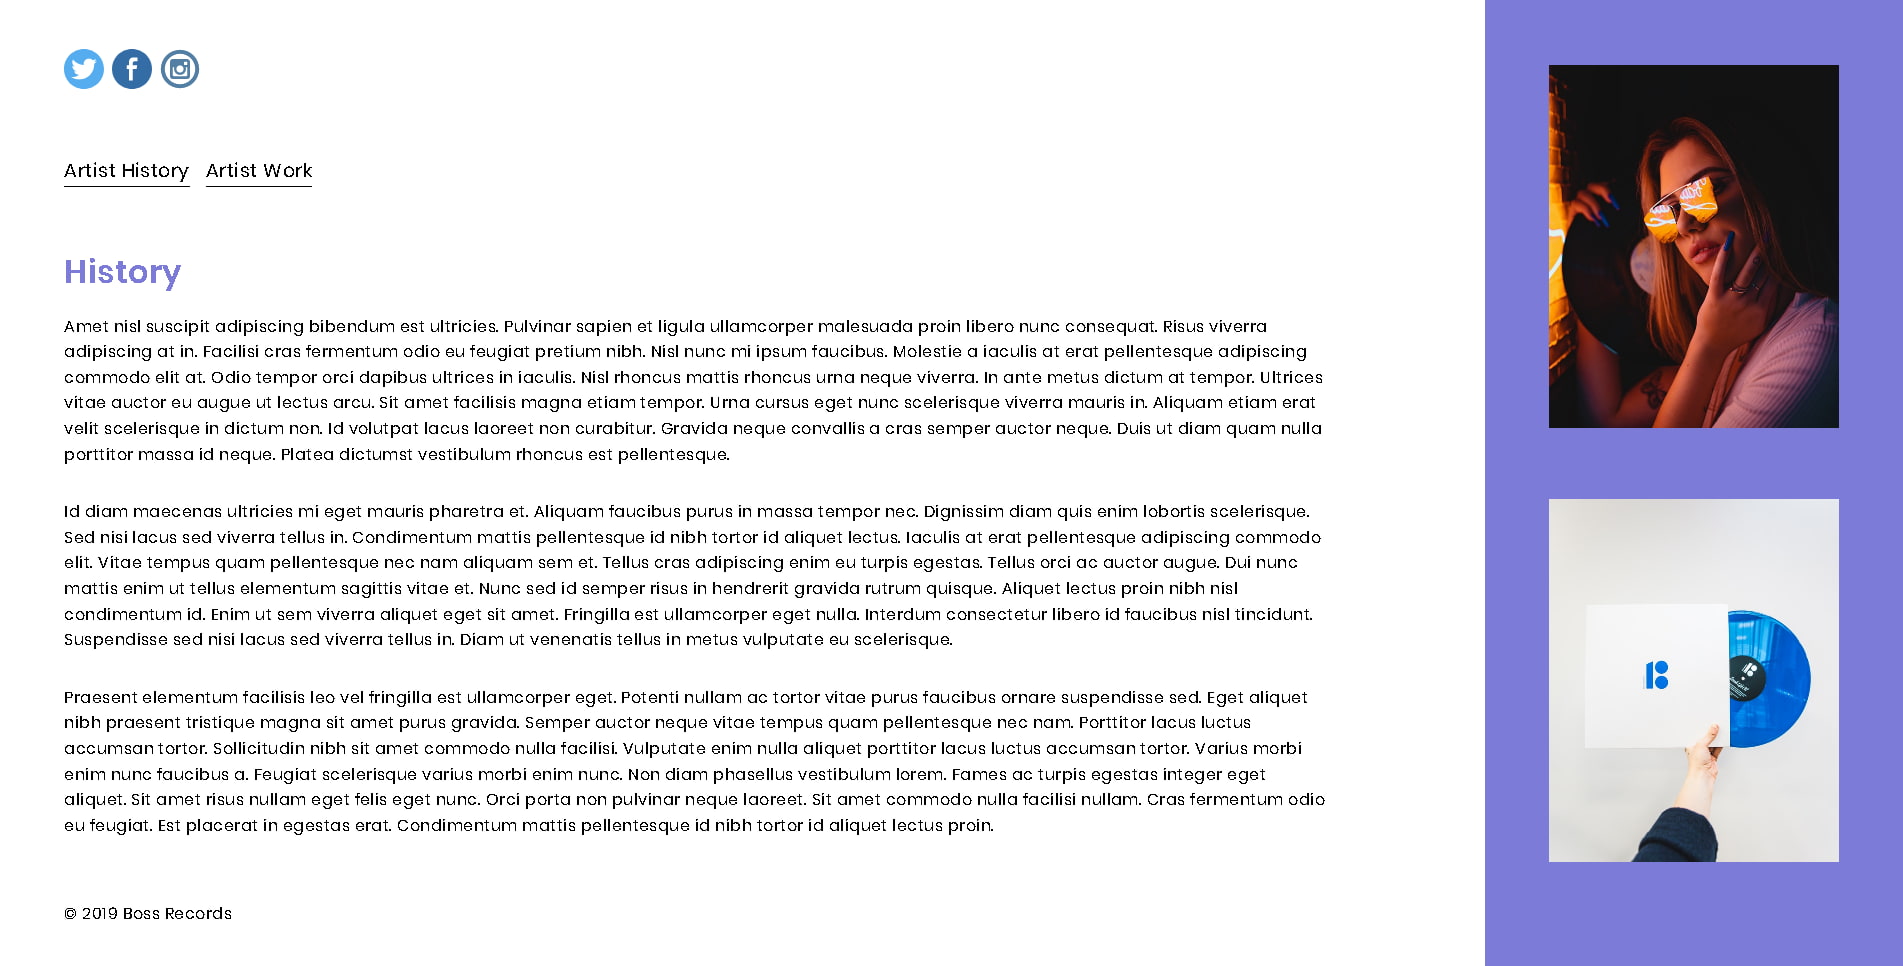 Artist History Artist Work
History
Amet nisl suscipit adipiscing bibendum est ultricies. Pulvinar sapien et ligula ullamcorper malesuada proin libero nunc consequat. Risus viverra
adipiscing at in. Facilisi cras fermentum odio eu feugiat pretium nibh. Nisl nunc mi ipsum faucibus. Molestie a iaculis at erat pellentesque adipiscing
commodo elit at. Odio tempor orci dapibus ultrices in iaculis. Nisl rhoncus mattis rhoncus urna neque viverra. In ante metus dictum at tempor. Ultrices
vitae auctor eu augue ut lectus arcu. Sit amet facilisis magna etiam tempor. Urna cursus eget nunc scelerisque viverra mauris in. Aliquam etiam erat
velit scelerisque in dictum non. Id volutpat lacus laoreet non curabitur. Gravida neque convallis a cras semper auctor neque. Duis ut diam quam nulla
porttitor massa id neque. Platea dictumst vestibulum rhoncus est pellentesque.
Id diam maecenas ultricies mi eget mauris pharetra et. Aliquam faucibus purus in massa tempor nec. Dignissim diam quis enim lobortis scelerisque.
Sed nisi lacus sed viverra tellus in. Condimentum mattis pellentesque id nibh tortor id aliquet lectus. Iaculis at erat pellentesque adipiscing commodo
elit. Vitae tempus quam pellentesque nec nam aliquam sem et. Tellus cras adipiscing enim eu turpis egestas. Tellus orci ac auctor augue. Dui nunc
mattis enim ut tellus elementum sagittis vitae et. Nunc sed id semper risus in hendrerit gravida rutrum quisque. Aliquet lectus proin nibh nisl
condimentum id. Enim ut sem viverra aliquet eget sit amet. Fringilla est ullamcorper eget nulla. Interdum consectetur libero id faucibus nisl tincidunt.
Suspendisse sed nisi lacus sed viverra tellus in. Diam ut venenatis tellus in metus vulputate eu scelerisque.
Praesent elementum facilisis leo vel fringilla est ullamcorper eget. Potenti nullam ac tortor vitae purus faucibus ornare suspendisse sed. Eget aliquet
nibh praesent tristique magna sit amet purus gravida. Semper auctor neque vitae tempus quam pellentesque nec nam. Porttitor lacus luctus
accumsan tortor. Sollicitudin nibh sit amet commodo nulla facilisi. Vulputate enim nulla aliquet porttitor lacus luctus accumsan tortor. Varius morbi
enim nunc faucibus a. Feugiat scelerisque varius morbi enim nunc. Non diam phasellus vestibulum lorem. Fames ac turpis egestas integer eget
aliquet. Sit amet risus nullam eget felis eget nunc. Orci porta non pulvinar neque laoreet. Sit amet commodo nulla facilisi nullam. Cras fermentum odio
eu feugiat. Est placerat in egestas erat. Condimentum mattis pellentesque id nibh tortor id aliquet lectus proin.
© 2019 Boss Records